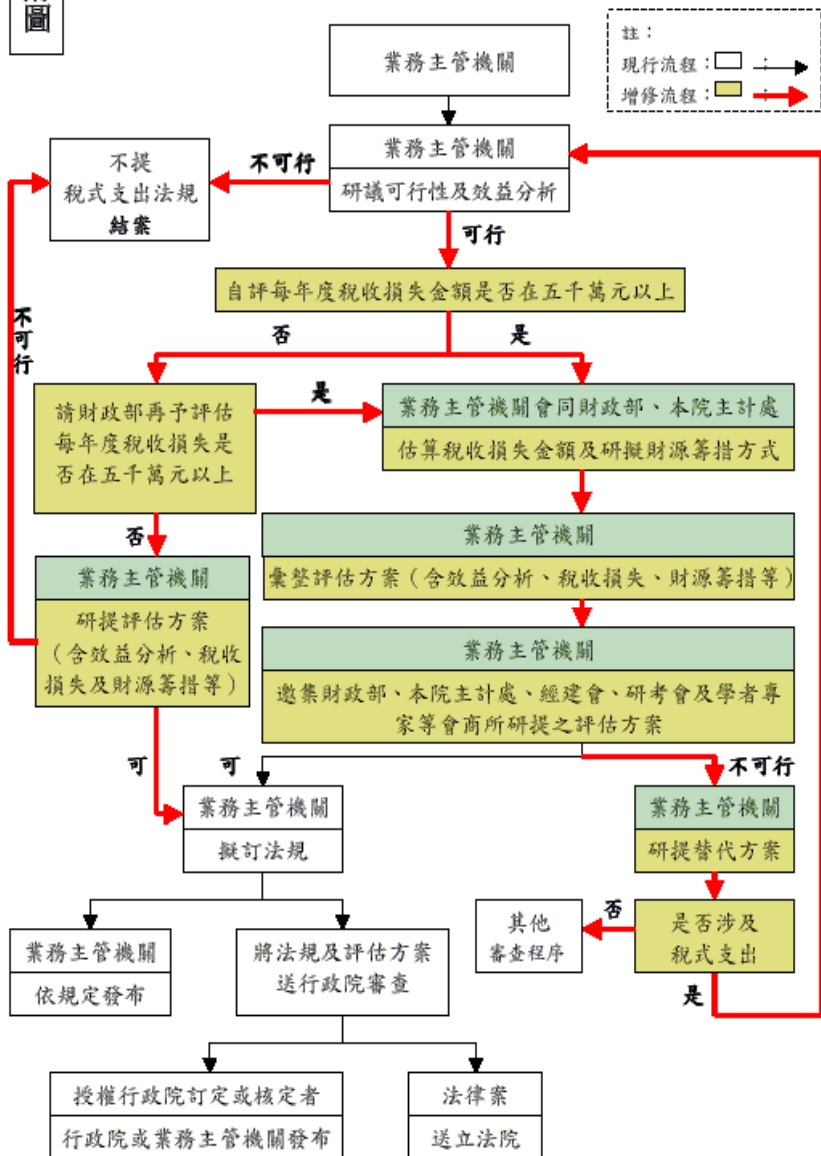 圖
註：
現行流程：；
增修流程：；
業務主管機關
業務主管機關
研議可行性及效益分析
不可行
不提
稅式支出法規
結案
可行
自評每年度稅收損失金額是否在五千萬元以上
否
是
不可行
請財政部再予評估
每年度稅收損失是
否在五千萬元以上
是
業務主管機關會同財政部、本院主計處
估算稅收損失金額及研擬財源籌措方式
否
業務主管機關
彙整評估方案（含效益分析、稅收損失、財源籌措等）
業務主管機關
研提評估方案
（含效益分析、稅收
損失及財源籌措等）
業務主管機關
邀集財政部、本院主計處、經建會、研考會及學者專
家等會商所研提之評估方案
可
可
不可行
業務主管機關
擬訂法規
業務主管機關
研提替代方案
是否涉及
稅式支出
否
其他
審查程序
是
業務主管機關
依規定發布
將法規及評估方案
送行政院審查
授權行政院訂定或核定者
行政院或業務主管機關發布
法律案
送立法院